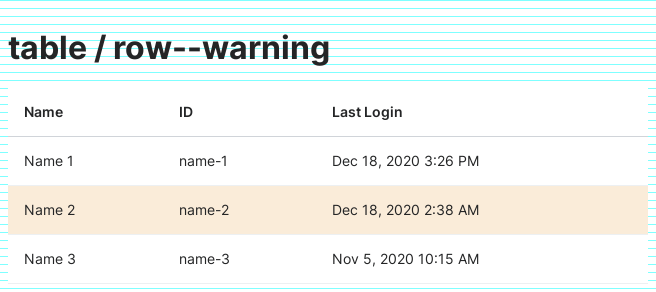 table / row--warning
Name ID Last Login
Name 1 name-1 Dec 18, 2020 3:26 PM
Name 2 name-2 Dec 18, 2020 2:38 AM
Name 3 name-3 Nov 5, 2020 10:15 AM